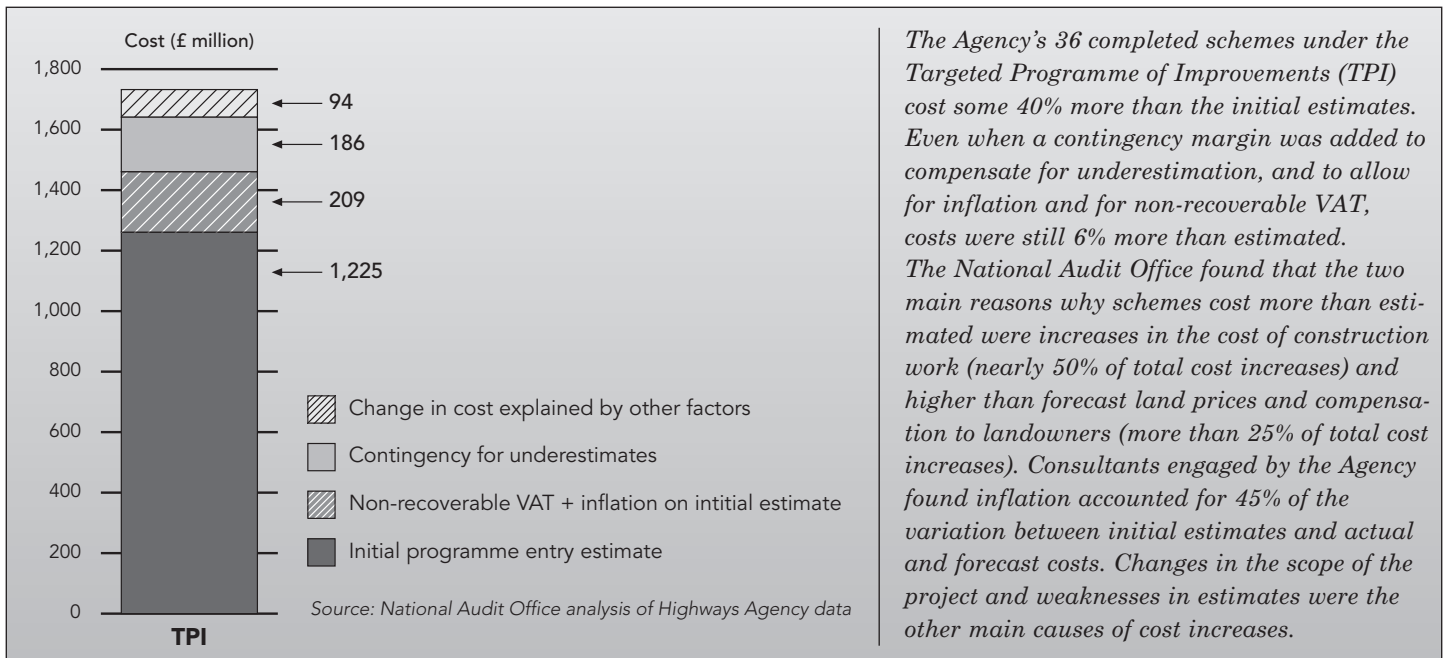 Cost (£ million)
1,800
1,600
1,400
1,200
1,000
800
600
400
200
0
94
186
209
1,225
Change in cost explained by other factors
Contingency for underestimates
Non-recoverable VAT + inflation on intitial estimate
Initial programme entry estimate
Source: National Audit Office analysis of Highways Agency data
TPI
The Agency's 36 completed schemes under the
Targeted Programme of Improvements (TPI)
cost some 40% more than the initial estimates.
Even when a contingency margin was added to
compensate for underestimation, and to allow
for inflation and for non-recoverable VAT,
costs were still 6% more than estimated.
The National Audit Office found that the two
main reasons why schemes cost more than esti-
mated were increases in the cost of construction
work (nearly 50% of total cost increases) and
higher than forecast land prices and compensa-
tion to landowners (more than 25% of total cost
increases). Consultants engaged by the Agency
found inflation accounted for 45% of the
variation between initial estimates and actual
and forecast costs. Changes in the scope of the
project and weaknesses in estimates were the
other main causes of cost increases.